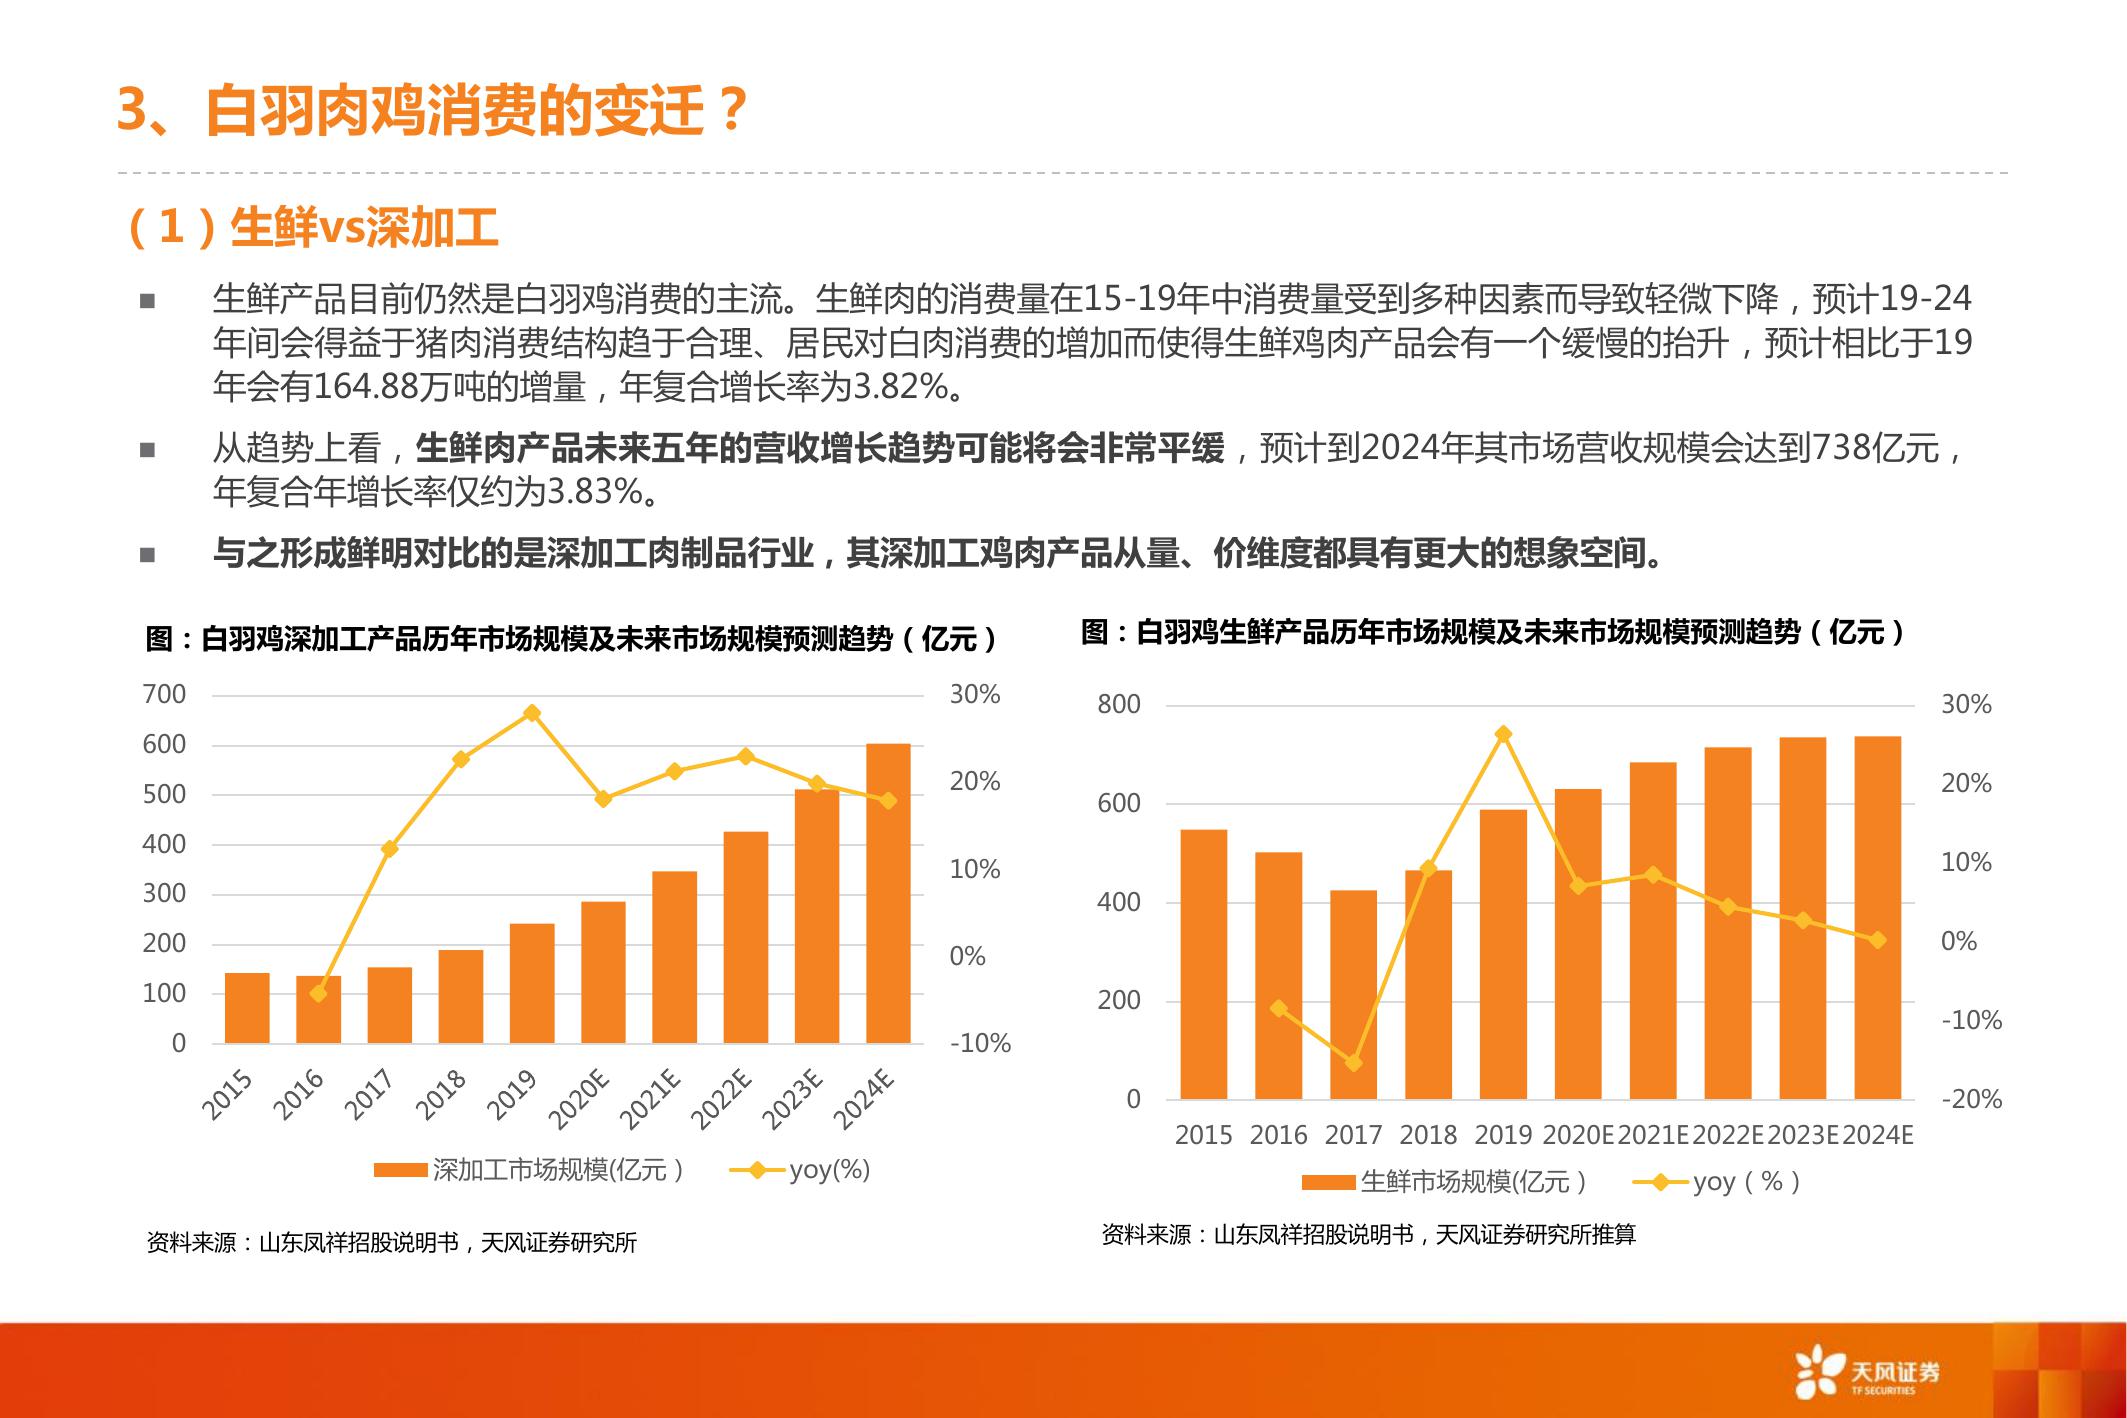 3、白羽肉鸡消费的变迁？
（1）生鲜vs深加工
■ 生鲜产品目前仍然是白羽鸡消费的主流。生鲜肉的消费量在15-19年中消费量受到多种因素而导致轻微下降，预计19-24
年间会得益于猪肉消费结构趋于合理、居民对白肉消费的增加而使得生鲜鸡肉产品会有一个缓慢的抬升，预计相比于19
年会有164.88万吨的增量，年复合增长率为3.82%。
■ 从趋势上看，生鲜肉产品未来五年的营收增长趋势可能将会非常平缓，预计到2024年其市场营收规模会达到738亿元，
年复合年增长率仅约为3.83%。
■ 与之形成鲜明对比的是深加工肉制品行业，其深加工鸡肉产品从量、价维度都具有更大的想象空间。
图：白羽鸡深加工产品历年市场规模及未来市场规模预测趋势（亿元）
700
600
500
400
300
200
100
0
30%
20%
10%
0%
-10%
2015 2016 2017 2018 2019 2020E 2021E 2022E 2023E 2024E
深加工市场规模(亿元） yoy(%)
资料来源：山东凤祥招股说明书，天风证券研究所
图：白羽鸡生鲜产品历年市场规模及未来市场规模预测趋势（亿元）
800
600
400
200
0
30%
20%
10%
0%
-10%
-20%
2015 2016 2017 2018 2019 2020E 2021E 2022E 2023E 2024E
生鲜市场规模(亿元） yoy（%）
资料来源：山东凤祥招股说明书，天风证券研究所推算
天风证券
TF SECURITIES